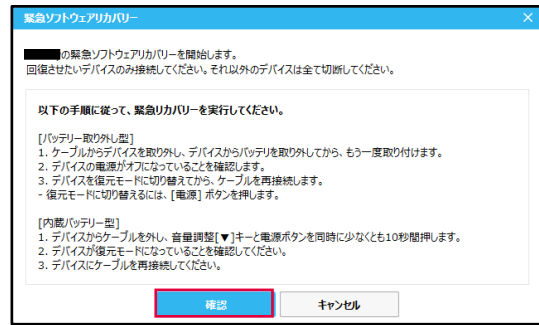 緊急ソフトウェアリカバリー
の緊急ソフトウェアリカバリーを開始します。
回復させたいデバイスのみ接続してください。それ以外のデバイスは全て切断してください。
以下の手順に従って、緊急リカバリーを実行してください。
[バッテリー取り外し型]
1. ケーブルからデバイスを取り外し、デバイスからバッテリを取り外してから、もう一度取り付けます。
2. デバイスの電源がオフになっていることを確認します。
3. デバイスを復元モードに切り替えてから、ケーブルを再接続します。
- 復元モードに切り替えるには、[電源] ボタンを押します。
[内蔵バッテリー型]
1. デバイスからケーブルを外し、音量調整[▼]キーと電源ボタンを同時に少なくとも10秒間押します。
2. デバイスが復元モードになっていることを確認してください。
3. デバイスにケーブルを再接続してください。
確認
キャンセル